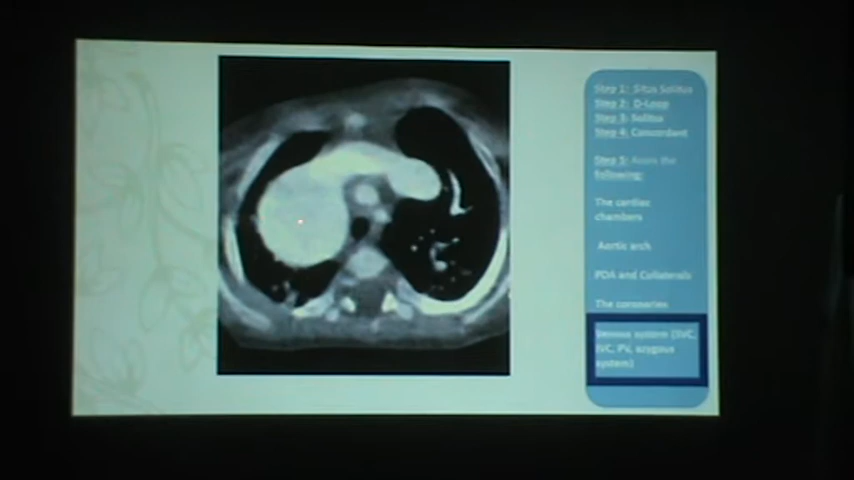 Step 1: Situs Solitus
Step 2: D-Loop
Step 3: Solitus
Step 4: Concordant
Step 5: Asses the
following:
The cardiac
chambers
Aortic arch
PDA and Collaterals
The coronaries
Venous system (SVC,
IVC, PV, azygous
system)